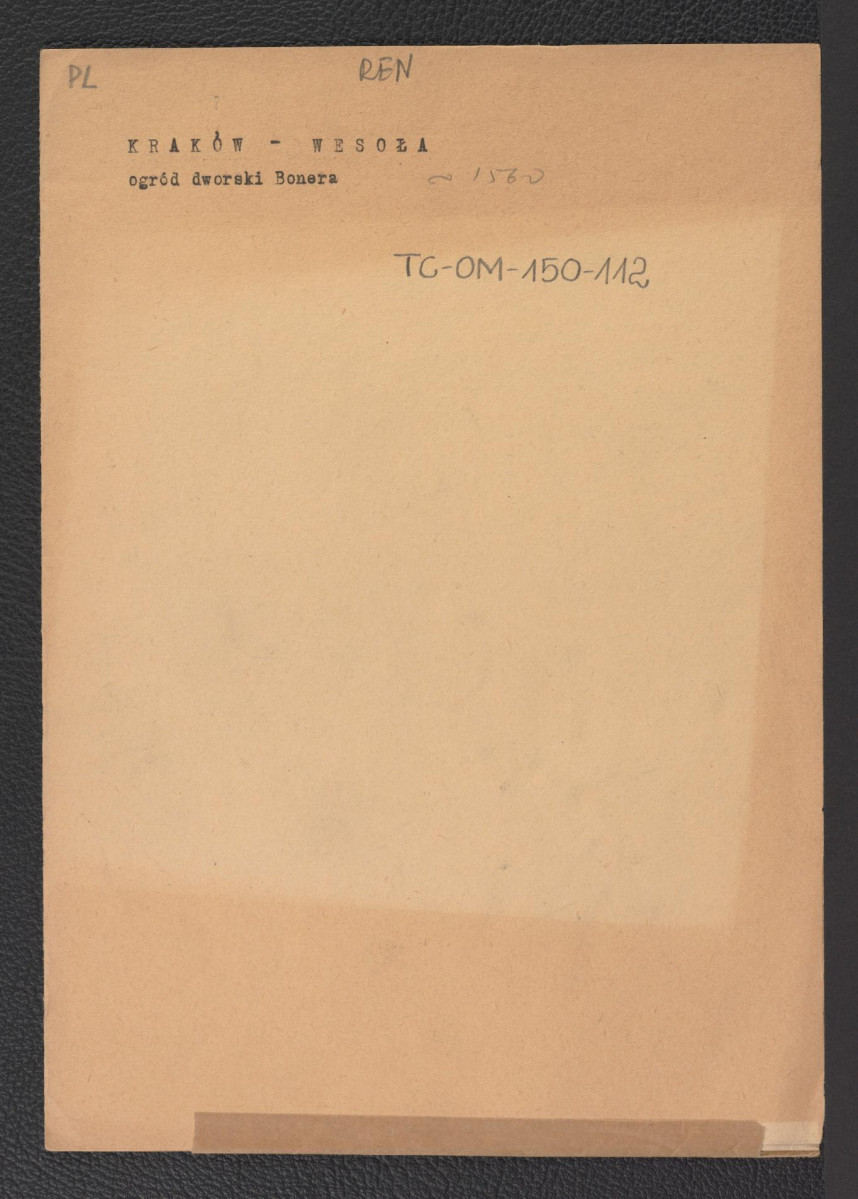 PL REN
KRAKÓW - WESOŁA
ogród dworski Bonera ~ 1560
TC-OM-150-112